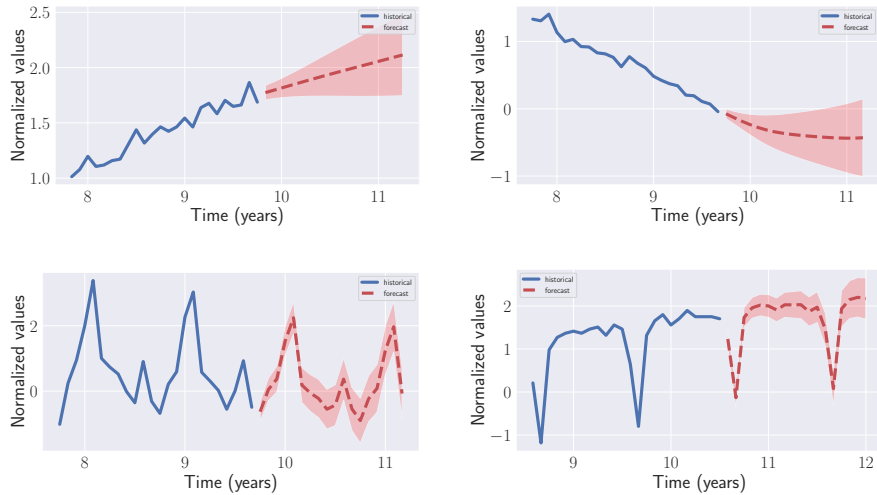 2.5
2.0
1.5
1.0
Normalized values
historical
forecast
8
9
10
11
Time (years)
1
0
−1
Normalized values
historical
forecast
8
9
10
11
Time (years)
2
0
Normalized values
historical
forecast
8
9
10
11
Time (years)
2
1
0
−1
Normalized values
historical
forecast
9
10
11
12
Time (years)